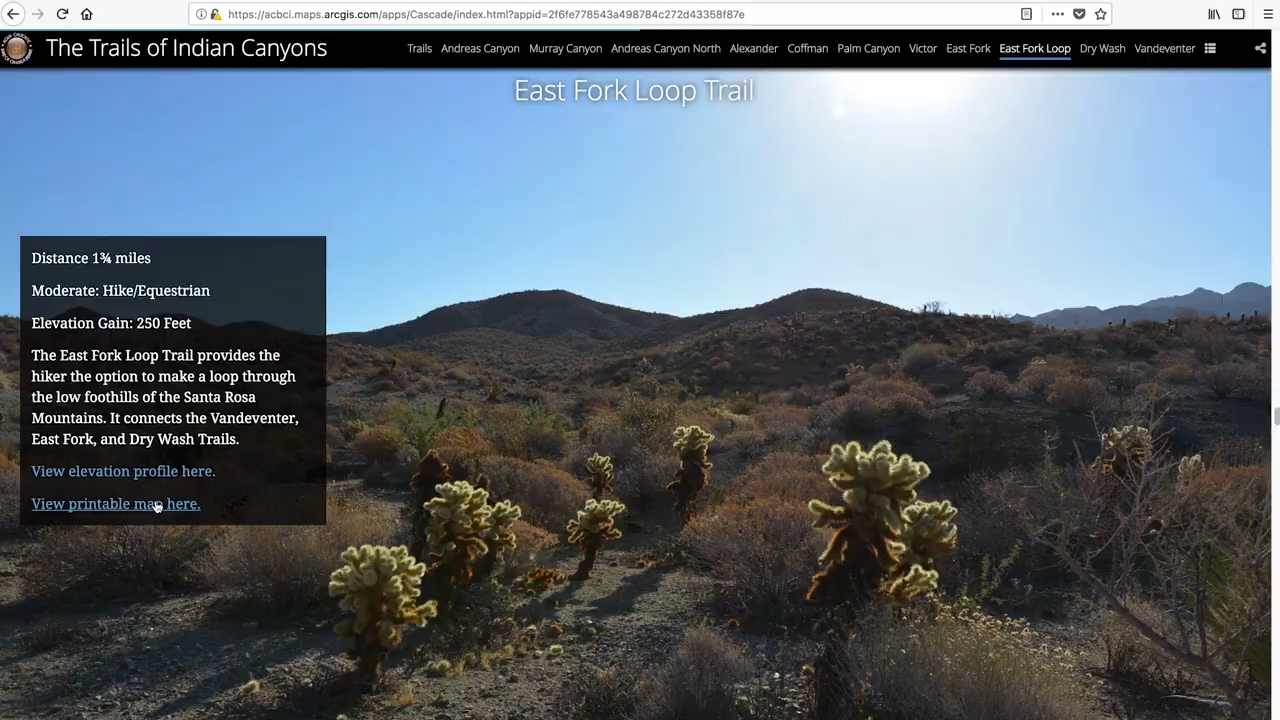 https://acbci.maps.arcgis.com/apps/Cascade/index.html?appid=2f6fe778543a498784c272d43358f87e
The Trails of Indian Canyons
Trails Andreas Canyon Murray Canyon Andreas Canyon North Alexander Coffman Palm Canyon Victor East Fork East Fork Loop Dry Wash Vandeventer
East Fork Loop Trail
Distance 1¾ miles
Moderate: Hike/Equestrian
Elevation Gain: 250 Feet
The East Fork Loop Trail provides the
hiker the option to make a loop through
the low foothills of the Santa Rosa
Mountains. It connects the Vandeventer,
East Fork, and Dry Wash Trails.
View elevation profile here.
View printable map here.